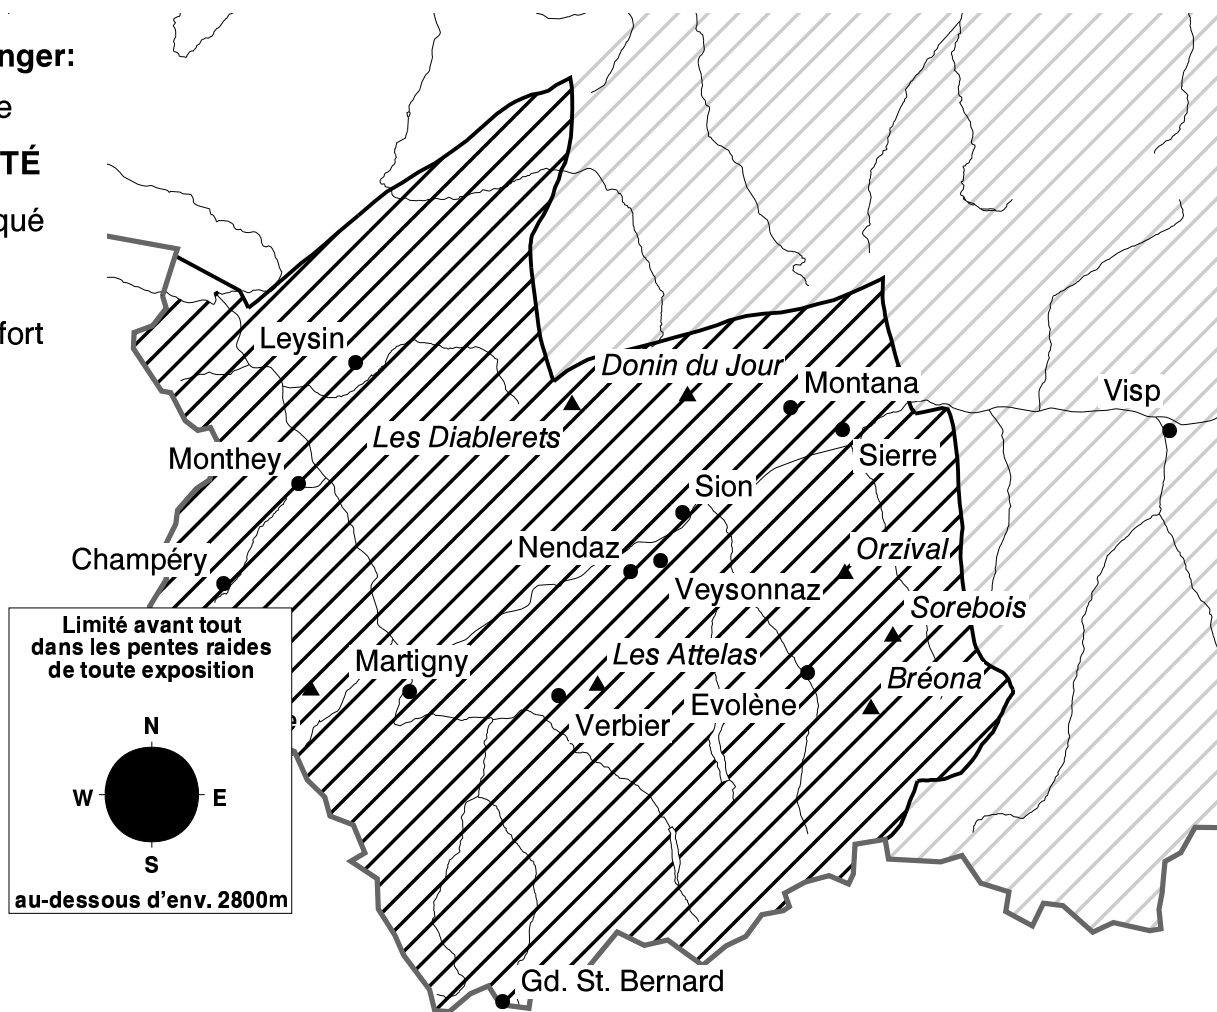 nger:
e
TÉ
qué
fort
Leysin
Donin du Jour
Montana
Visp
Les Diablerets
Monthey
Sierre
Sion
Nendaz
Orzival
Champéry
Veysonnaz
Sorebois
Limité avant tout
dans les pentes raides
de toute exposition
Martigny
Les Attelas
Bréona
Evolène
e
Verbier
N
W
E
S
au-dessous d'env. 2800m
Gd. St. Bernard